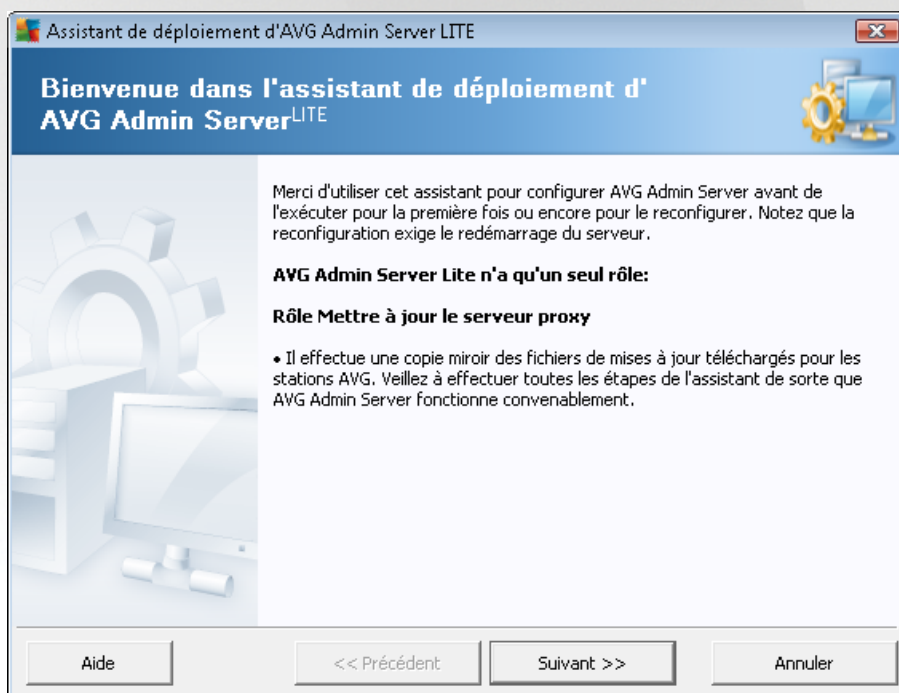 Assistant de déploiement d'AVG Admin Server LITE
Bienvenue dans l'assistant de déploiement d'
AVG Admin Server LITE
Merci d'utiliser cet assistant pour configurer AVG Admin Server avant de
l'exécuter pour la première fois ou encore pour le reconfigurer. Notez que la
reconfiguration exige le redémarrage du serveur.
AVG Admin Server Lite n'a qu'un seul rôle:
Rôle Mettre à jour le serveur proxy
• Il effectue une copie miroir des fichiers de mises à jour téléchargés pour les
stations AVG. Veillez à effectuer toutes les étapes de l'assistant de sorte que
AVG Admin Server fonctionne convenablement.
Aide
<< Précédent
Suivant >>
Annuler